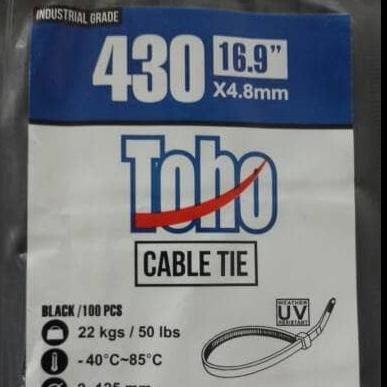 INDUSTRIAL GRADE
430 16.9"
X4.8mm
Toho
CABLE TIE
BLACK /100 PCS
WEATHER
UV
RESISTANT
22 kgs / 50 lbs
-40°C~85°C